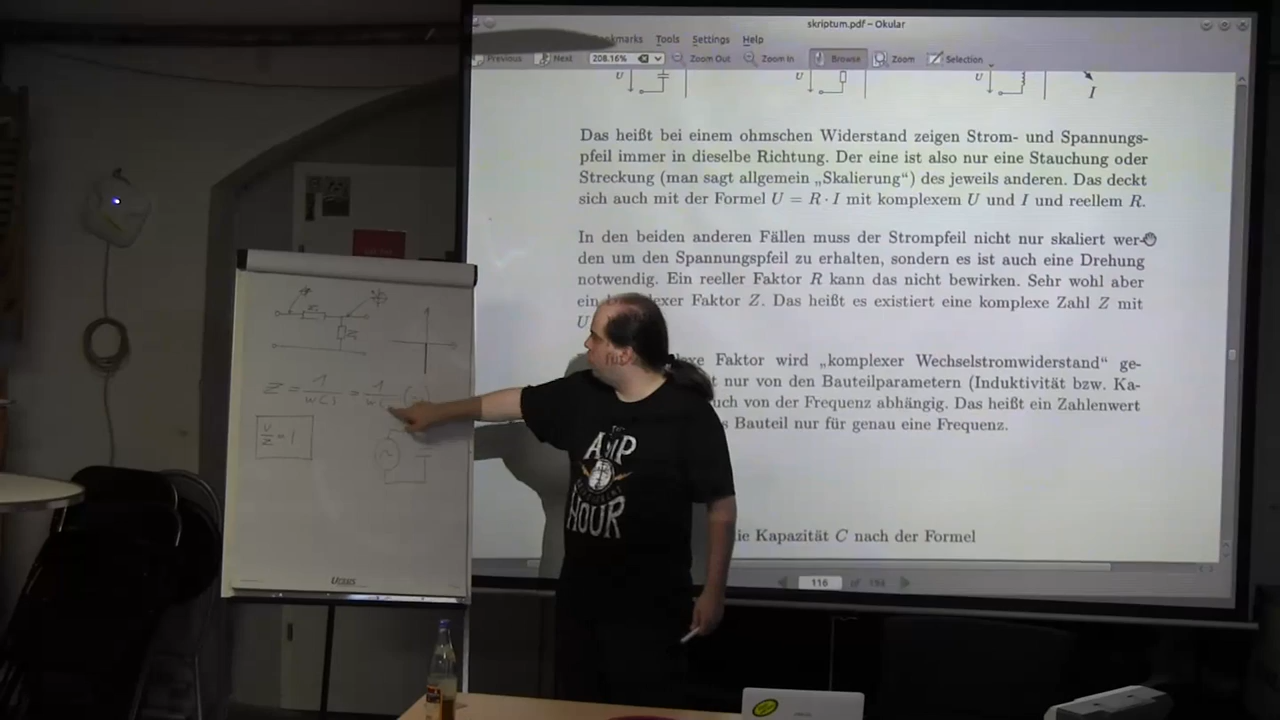 skriptum.pdf – Okular
Tools Settings Help
Previous Next 208.16% Zoom Out Zoom In Browse Zoom Selection
U U U I
Das heißt bei einem ohmschen Widerstand zeigen Strom- und Spannungs-
pfeil immer in dieselbe Richtung. Der eine ist also nur eine Stauchung oder
Streckung (man sagt allgemein „Skalierung“) des jeweils anderen. Das deckt
sich auch mit der Formel U = R · I mit komplexem U und I und reellem R.
In den beiden anderen Fällen muss der Strompfeil nicht nur skaliert wer-
den um den Spannungspfeil zu erhalten, sondern es ist auch eine Drehung
notwendig. Ein reeller Faktor R kann das nicht bewirken. Sehr wohl aber
ein Faktor Z. Das heißt es existiert eine komplexe Zahl Z mit
U
Faktor wird „komplexer Wechselstromwiderstand“ ge-
nur von den Bauteilparametern (Induktivität bzw. Ka-
von der Frequenz abhängig. Das heißt ein Zahlenwert
Bauteil nur für genau eine Frequenz.
Kapazität C nach der Formel
116 of 194
THE
AMP
HOUR
U/Z = I